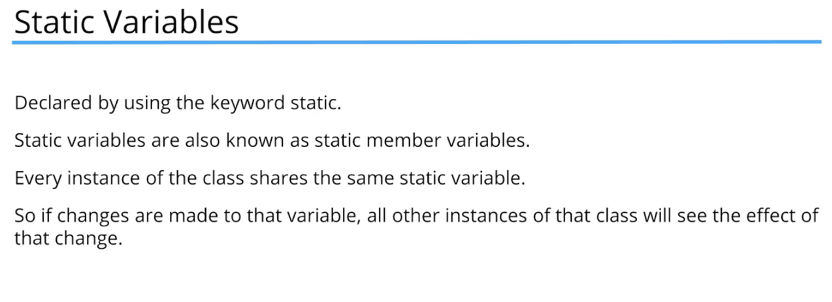 Static Variables
Declared by using the keyword static.
Static variables are also known as static member variables.
Every instance of the class shares the same static variable.
So if changes are made to that variable, all other instances of that class will see the effect of
that change.